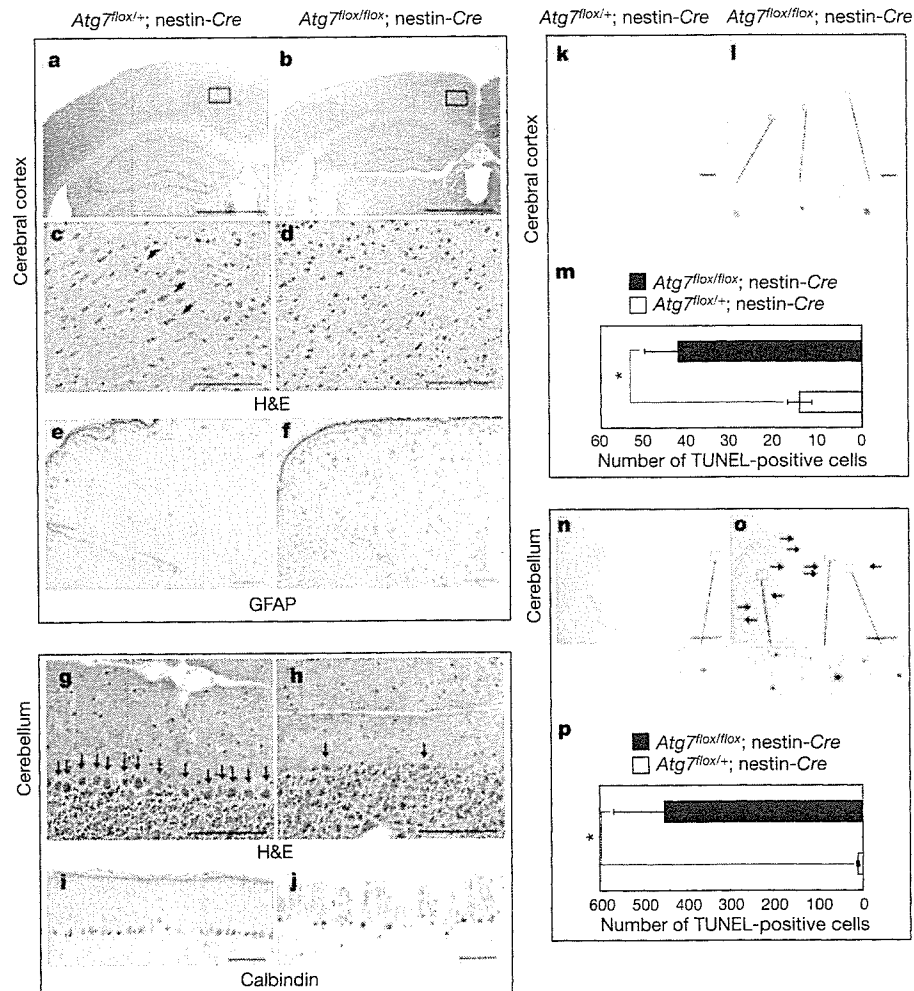 Atg7flox/+; nestin-Cre
Atg7flox/flox; nestin-Cre
Cerebral cortex
a
b
c
d
H&E
e
f
GFAP
Cerebellum
g
h
H&E
i
j
Calbindin
Atg7flox/+; nestin-Cre
Atg7flox/flox; nestin-Cre
Cerebral cortex
k
l
m
Atg7flox/flox; nestin-Cre
Atg7flox/+; nestin-Cre
*
60 50 40 30 20 10 0
Number of TUNEL-positive cells
Cerebellum
n
o
p
Atg7flox/flox; nestin-Cre
Atg7flox/+; nestin-Cre
*
600 500 400 300 200 100 0
Number of TUNEL-positive cells